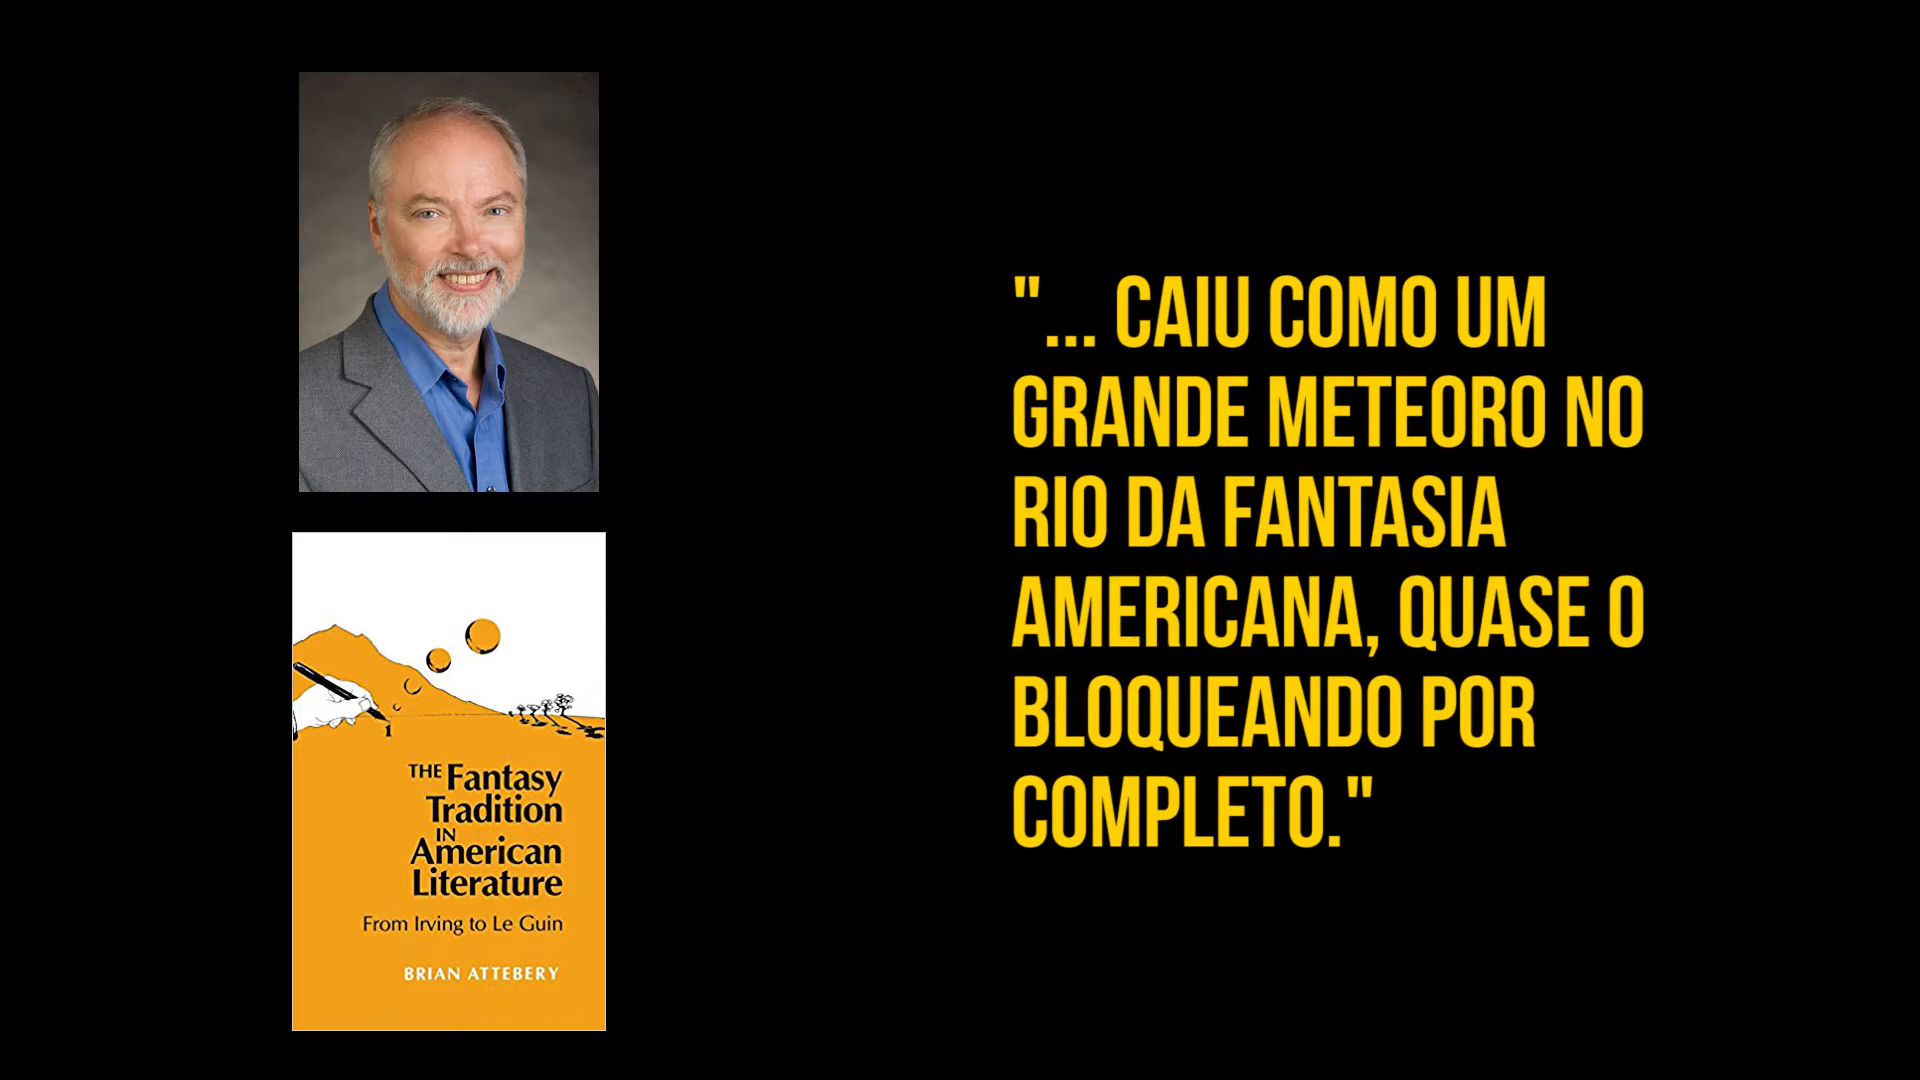 "... CAIU COMO UM
GRANDE METEORO NO
RIO DA FANTASIA
AMERICANA, QUASE O
BLOQUEANDO POR
COMPLETO."
THE Fantasy
Tradition
IN
American
Literature
From Irving to Le Guin
BRIAN ATTEBERY